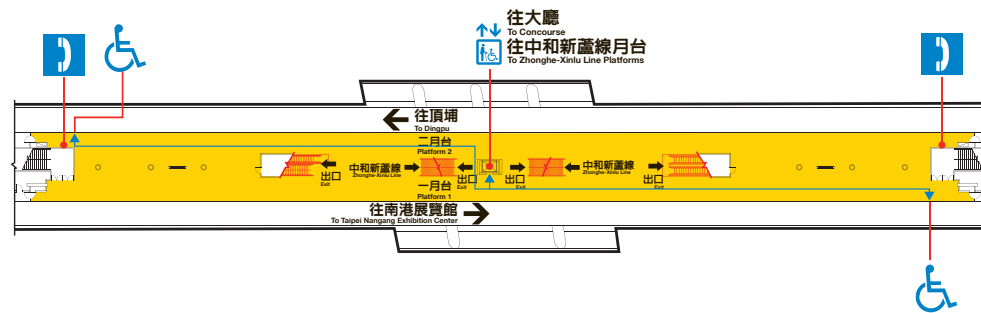 往大廳
To Concourse
往中和新蘆線月台
To Zhonghe-Xinlu Line Platforms
往頂埔
To Dingpu
二月台
Platform 2
出口
Exit
中和新蘆線
Zhonghe-Xinlu Line
出口
Exit
出口
Exit
中和新蘆線
Zhonghe-Xinlu Line
出口
Exit
一月台
Platform 1
往南港展覽館
To Taipei Nangang Exhibition Center